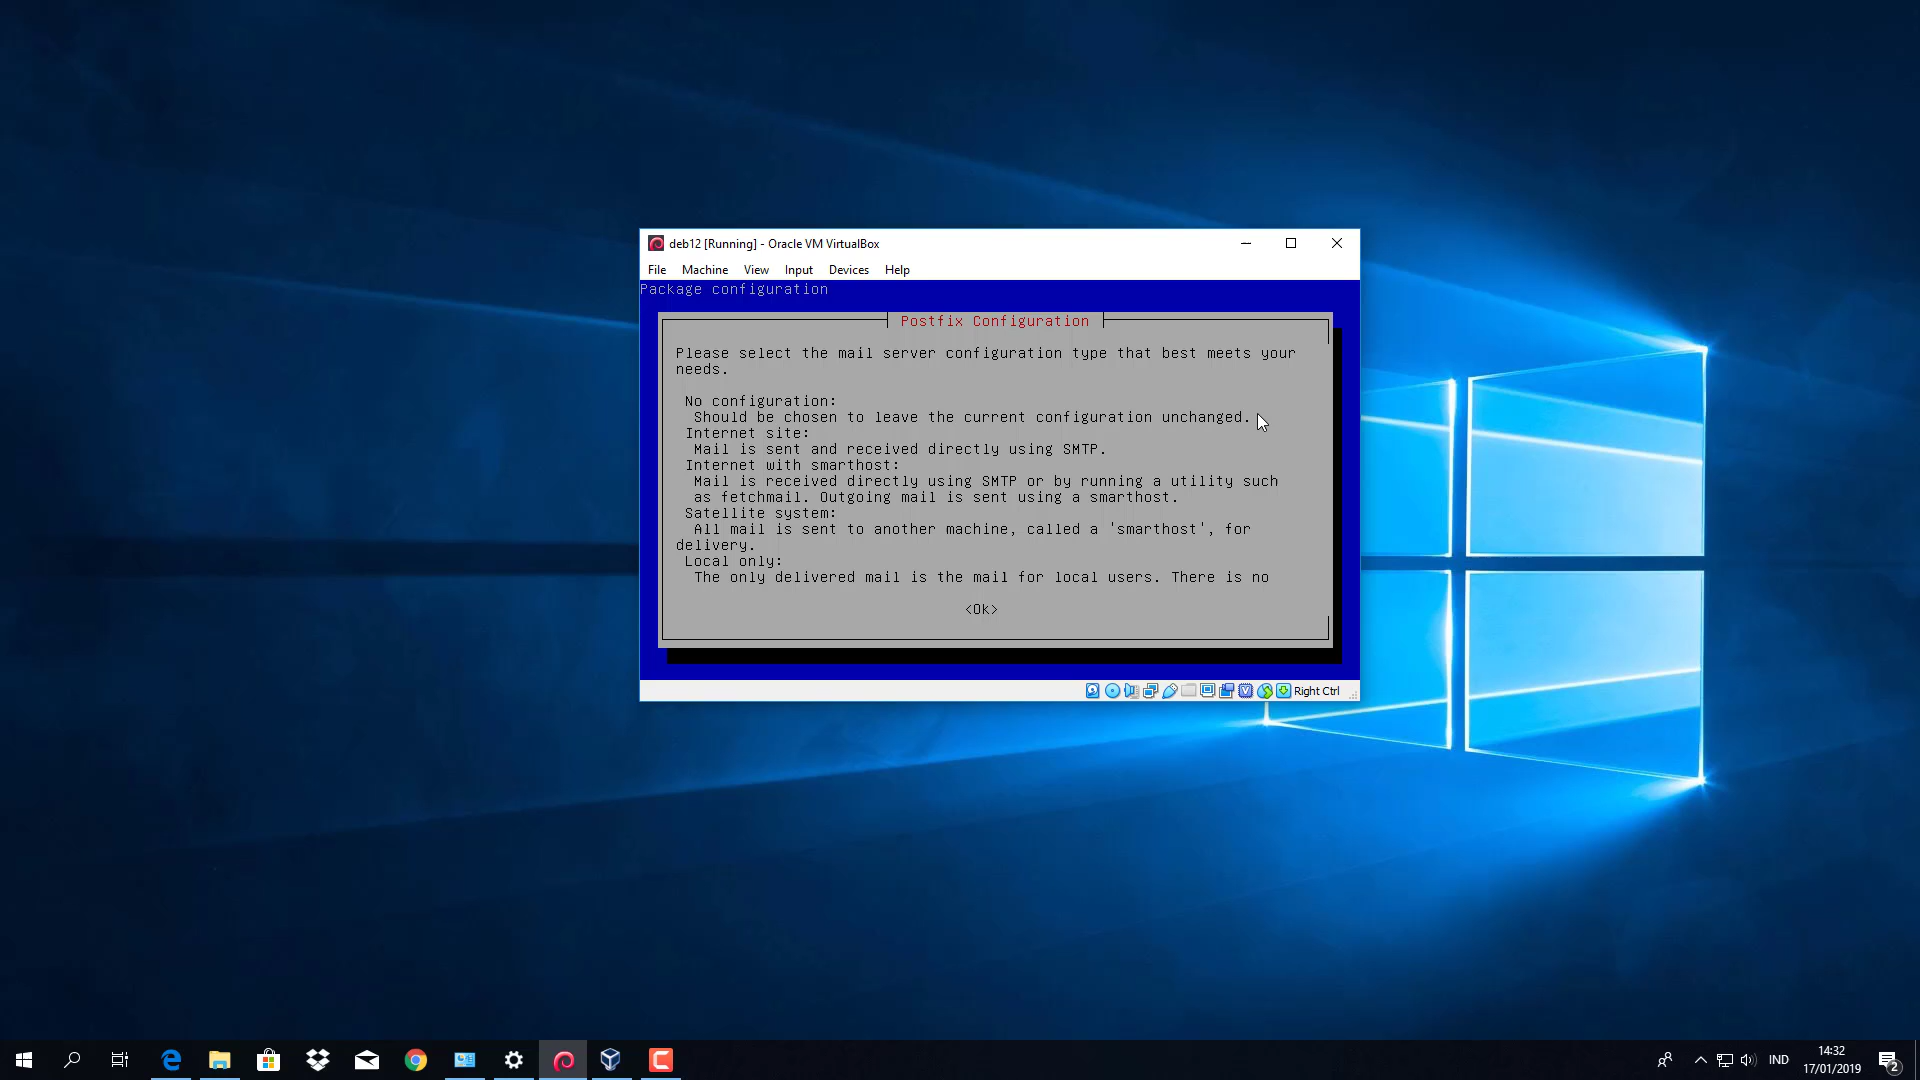 deb12 [Running] - Oracle VM VirtualBox
File Machine View Input Devices Help
Package configuration
Postfix Configuration
Please select the mail server configuration type that best meets your
needs.
No configuration:
Should be chosen to leave the current configuration unchanged.
Internet site:
Mail is sent and received directly using SMTP.
Internet with smarthost:
Mail is received directly using SMTP or by running a utility such
as fetchmail. Outgoing mail is sent using a smarthost.
Satellite system:
All mail is sent to another machine, called a 'smarthost', for
delivery.
Local only:
The only delivered mail is the mail for local users. There is no
<Ok>
Right Ctrl
IND
14:32
17/01/2019
2